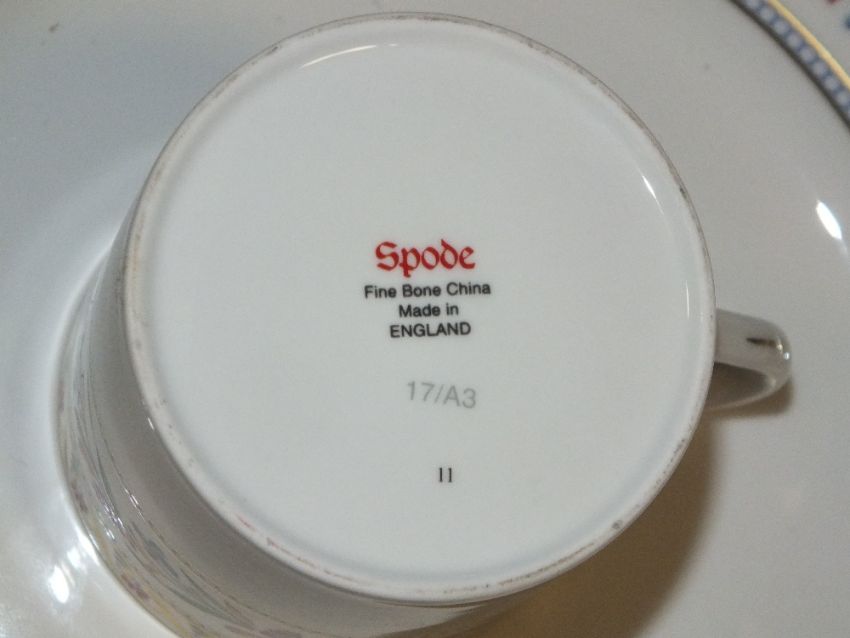 Spode
Fine Bone China
Made in
ENGLAND
17/A3
11